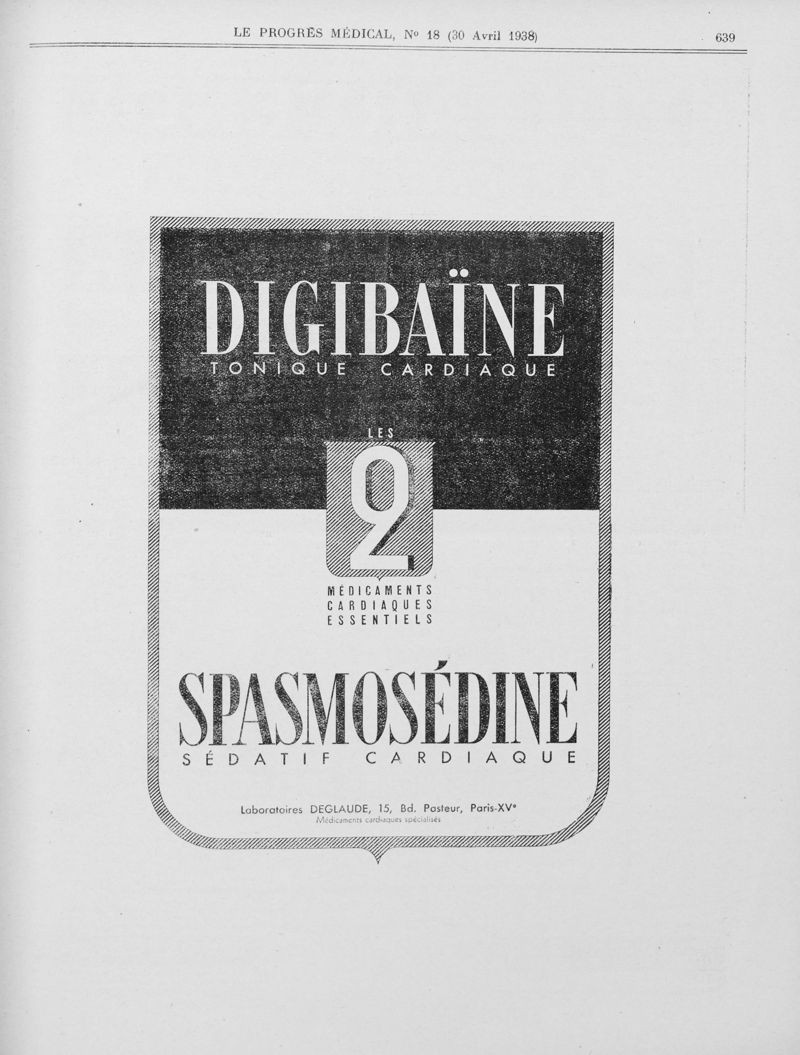 LE PROGRÈS MÉDICAL, Nº 18 (30 Avril 1938)
639
DIGIBAÏNE
TONIQUE CARDIAQUE
LES
2
MÉDICAMENTS
CARDIAQUES
ESSENTIELS
SPASMOSÉDINE
SÉDATIF CARDIAQUE
Laboratoires DEGLAUDE, 15, Bd. Pasteur, Paris-XVᵉ
Médicaments cardiaques spécialisés